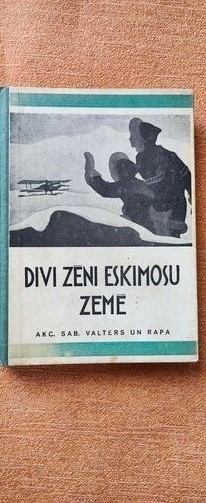 DIVI ZĒNI ESKIMOSU
ZEMĒ
AKC. SAB. VALTERS UN RAPA